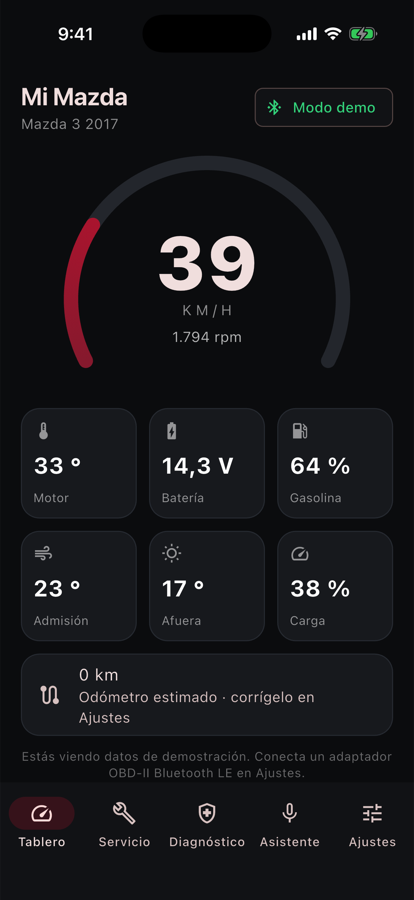 9:41
Mi Mazda
Mazda 3 2017
Modo demo
39
KM/H
1.794 rpm
33 °
Motor
14,3 V
Batería
64 %
Gasolina
23 °
Admisión
17 °
Afuera
38 %
Carga
0 km
Odómetro estimado · corrígelo en
Ajustes
Estás viendo datos de demostración. Conecta un adaptador
OBD-II Bluetooth LE en Ajustes.
Tablero
Servicio
Diagnóstico
Asistente
Ajustes